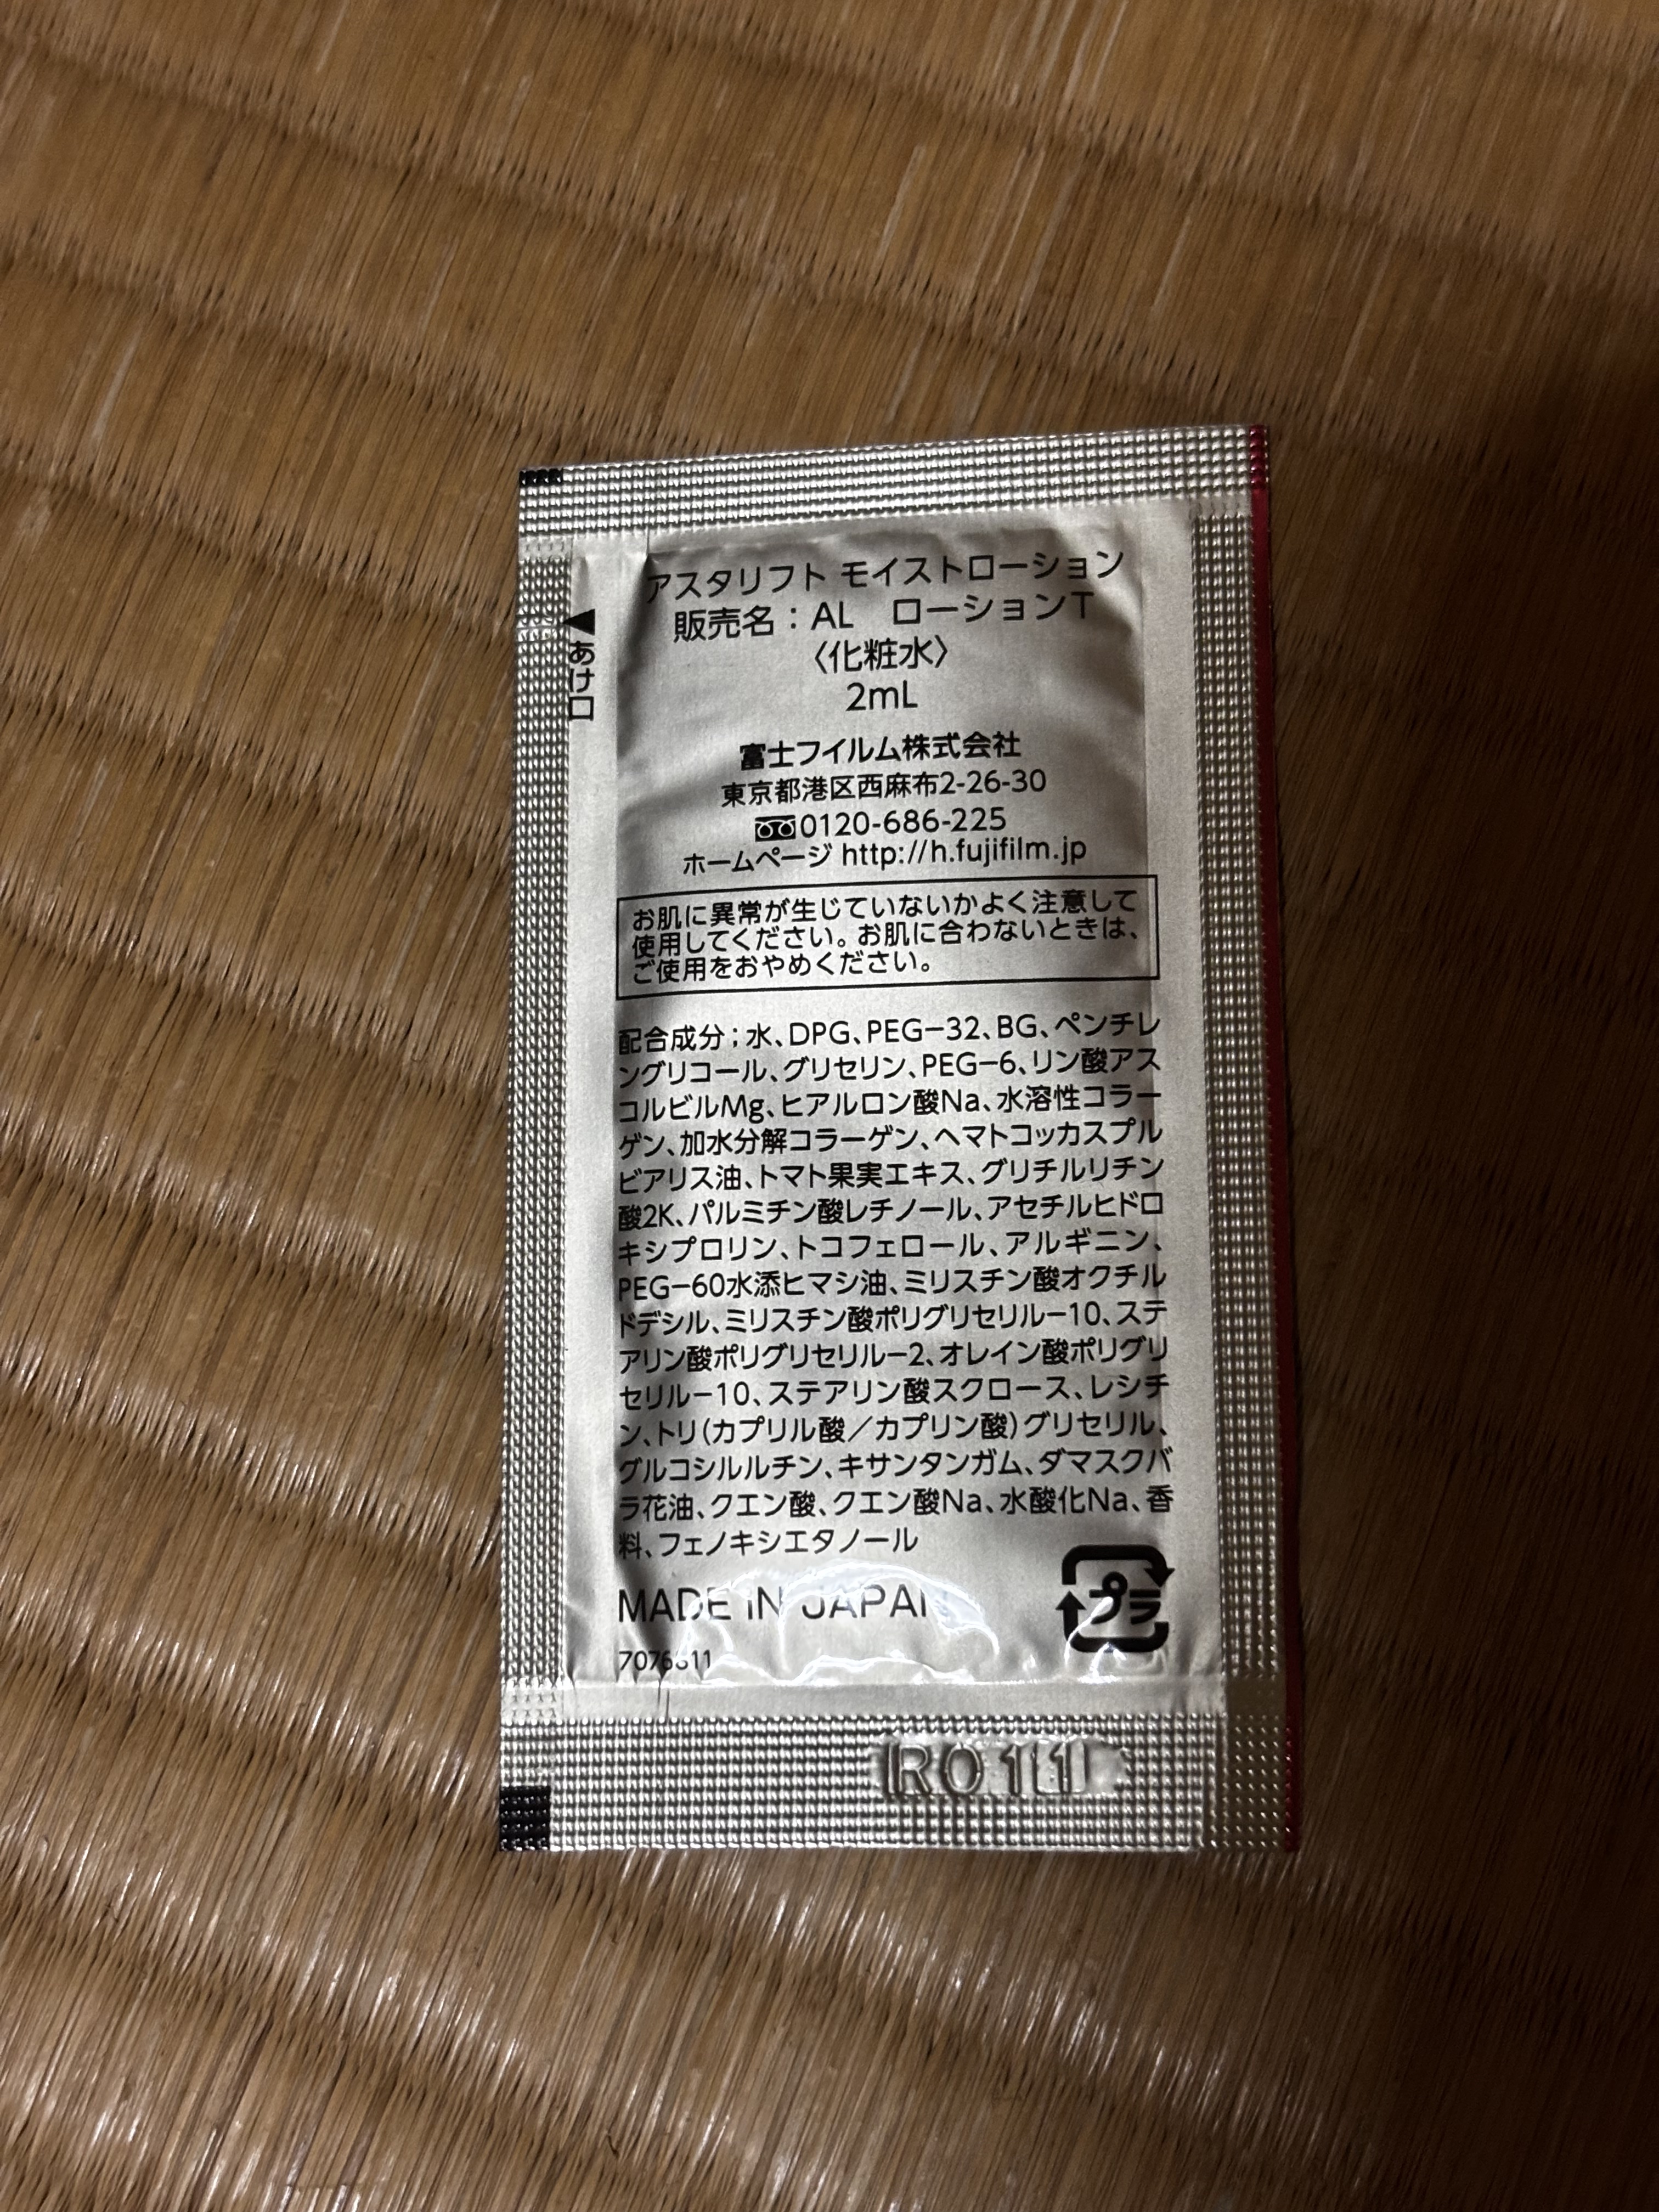 アスタリフト モイストローション
販売名：AL　ローションT
〈化粧水〉
2mL
あけ口
富士フイルム株式会社
東京都港区西麻布2-26-30
0120-686-225
ホームページ http://h.fujifilm.jp
お肌に異常が生じていないかよく注意して
使用してください。お肌に合わないときは、
ご使用をおやめください。
配合成分；水、DPG、PEG−32、BG、ペンチレ
ングリコール、グリセリン、PEG−6、リン酸アス
コルビルMg、ヒアルロン酸Na、水溶性コラー
ゲン、加水分解コラーゲン、ヘマトコッカスプル
ビアリス油、トマト果実エキス、グリチルリチン
酸2K、パルミチン酸レチノール、アセチルヒドロ
キシプロリン、トコフェロール、アルギニン、
PEG−60水添ヒマシ油、ミリスチン酸オクチル
ドデシル、ミリスチン酸ポリグリセリル−10、ステ
アリン酸ポリグリセリル−2、オレイン酸ポリグリ
セリル−10、ステアリン酸スクロース、レシチ
ン、トリ(カプリル酸／カプリン酸)グリセリル、
グルコシルルチン、キサンタンガム、ダマスクバ
ラ花油、クエン酸、クエン酸Na、水酸化Na、香
料、フェノキシエタノール
MADE IN JAPAN
プラ
R011